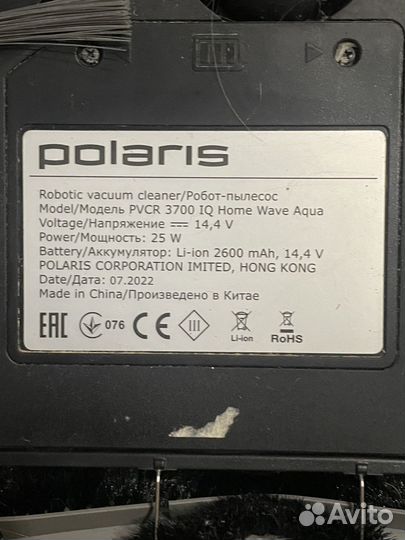 polaris
Robotic vacuum cleaner/Робот-пылесос
Model/Модель PVCR 3700 IQ Home Wave Aqua
Voltage/Напряжение 14,4 V
Power/Мощность: 25 W
Battery/Аккумулятор: Li-ion 2600 mAh, 14,4 V
POLARIS CORPORATION IMITED, HONG KONG
Date/Дата: 07.2022
Made in China/Произведено в Китае
EAC 076 CE III Li-ion RoHS
Avito